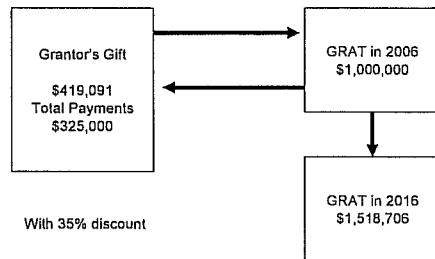 Grantor's Gift
$419,091
Total Payments
$325,000
GRAT in 2006
$1,000,000
GRAT in 2016
$1,518,706
With 35% discount